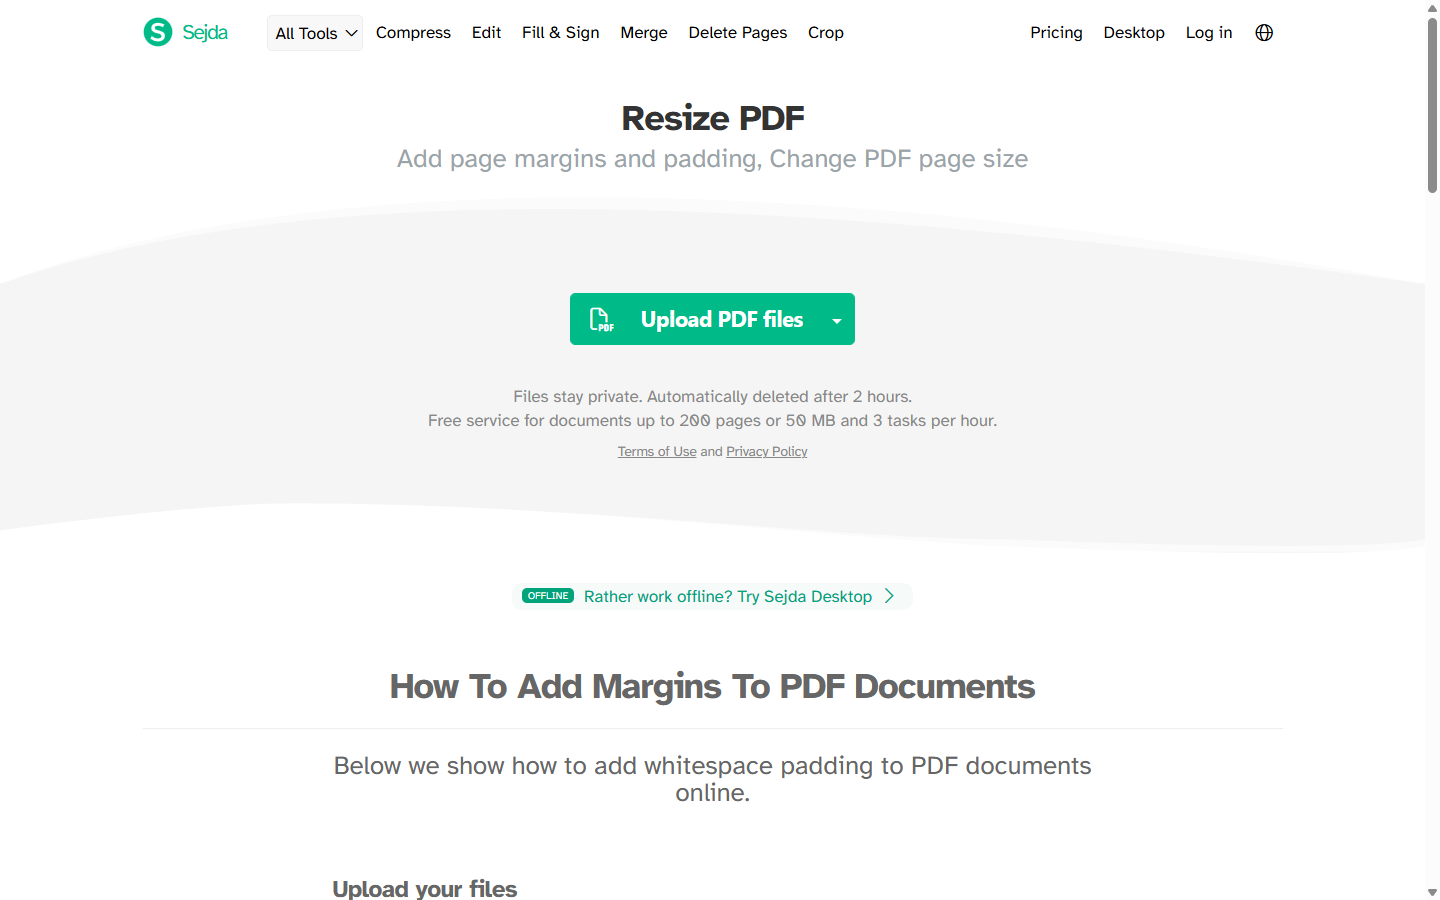 S Sejda
All Tools Compress Edit Fill & Sign Merge Delete Pages Crop Pricing Desktop Log in
Resize PDF
Add page margins and padding, Change PDF page size
PDF Upload PDF files
Files stay private. Automatically deleted after 2 hours.
Free service for documents up to 200 pages or 50 MB and 3 tasks per hour.
Terms of Use and Privacy Policy
OFFLINE Rather work offline? Try Sejda Desktop
How To Add Margins To PDF Documents
Below we show how to add whitespace padding to PDF documents
online.
Upload your files